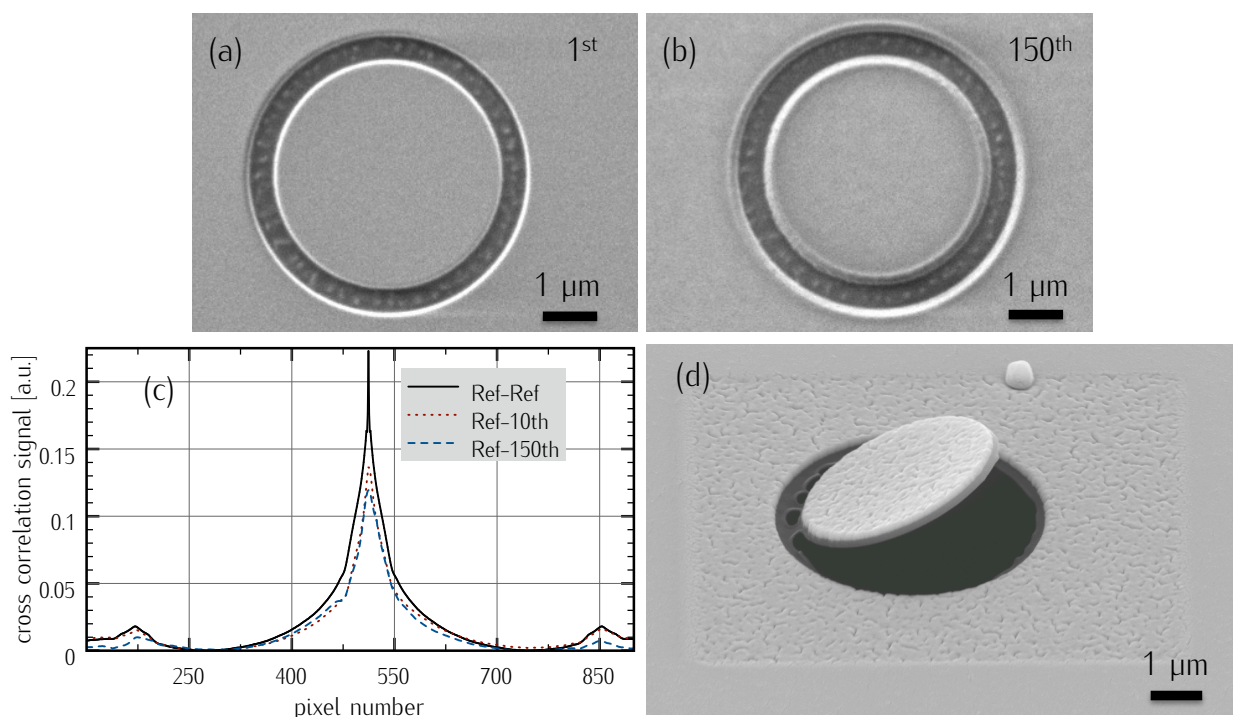 (a) 1st
1 µm
(b) 150th
1 µm
cross correlation signal [a.u.]
0.2
0.15
0.1
0.05
0
(c)
Ref-Ref
Ref-10th
Ref-150th
250 400 550 700 850
pixel number
(d)
1 µm